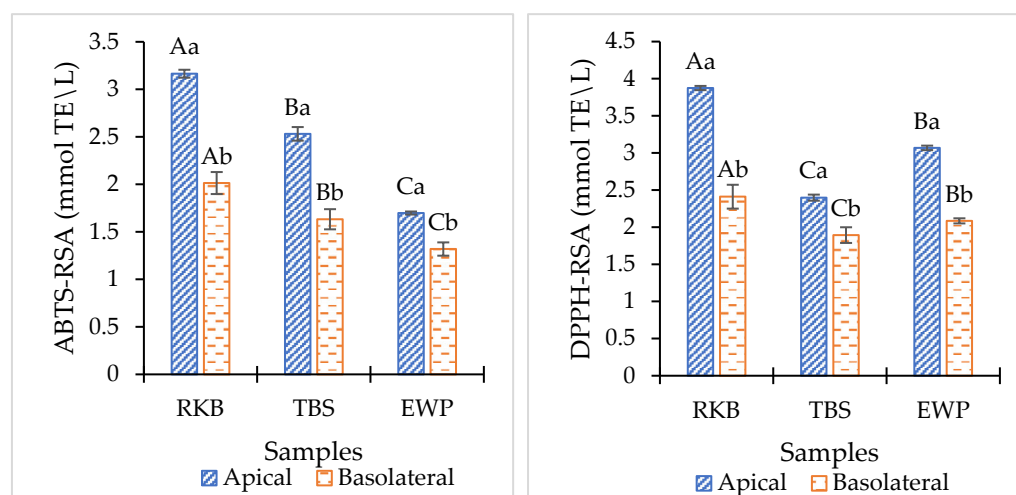 ABTS-RSA (mmol TE\L)
3.5
3
2.5
2
1.5
1
0.5
0
Aa
Ab
Ba
Bb
Ca
Cb
RKB TBS EWP
Samples
Apical Basolateral
DPPH-RSA (mmol TE\L)
4.5
4
3.5
3
2.5
2
1.5
1
0.5
0
Aa
Ab
Ca
Cb
Ba
Bb
RKB TBS EWP
Samples
Apical Basolateral